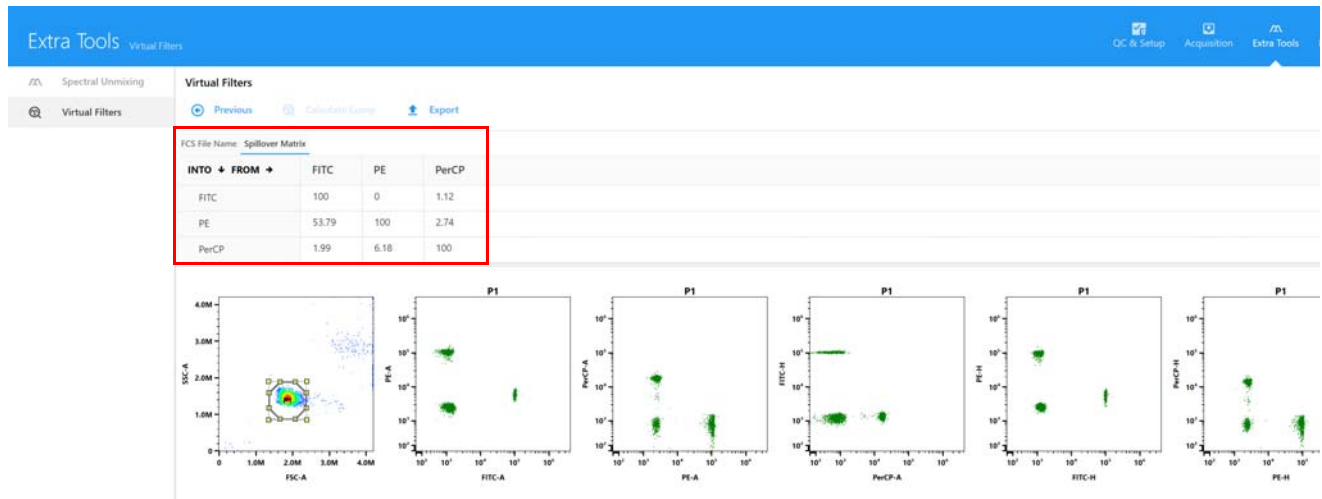 Extra Tools Virtual Filters
QC & Setup Acquisition Extra Tools
Spectral Unmixing
Virtual Filters
Virtual Filters
Previous Export
FCS File Name Spillover Matrix
INTO ↓ FROM → FITC PE PerCP
FITC 100 0 1.12
PE 53.79 100 2.74
PerCP 1.99 6.18 100
4.0M
3.0M
2.0M
1.0M
0
SSC-A
0 1.0M 2.0M 3.0M 4.0M
FSC-A
P1
PE-A
FITC-A
P1
PerCP-A
PE-A
P1
FITC-H
PerCP-A
P1
PE-H
FITC-H
P1
PerCP-H
PE-H